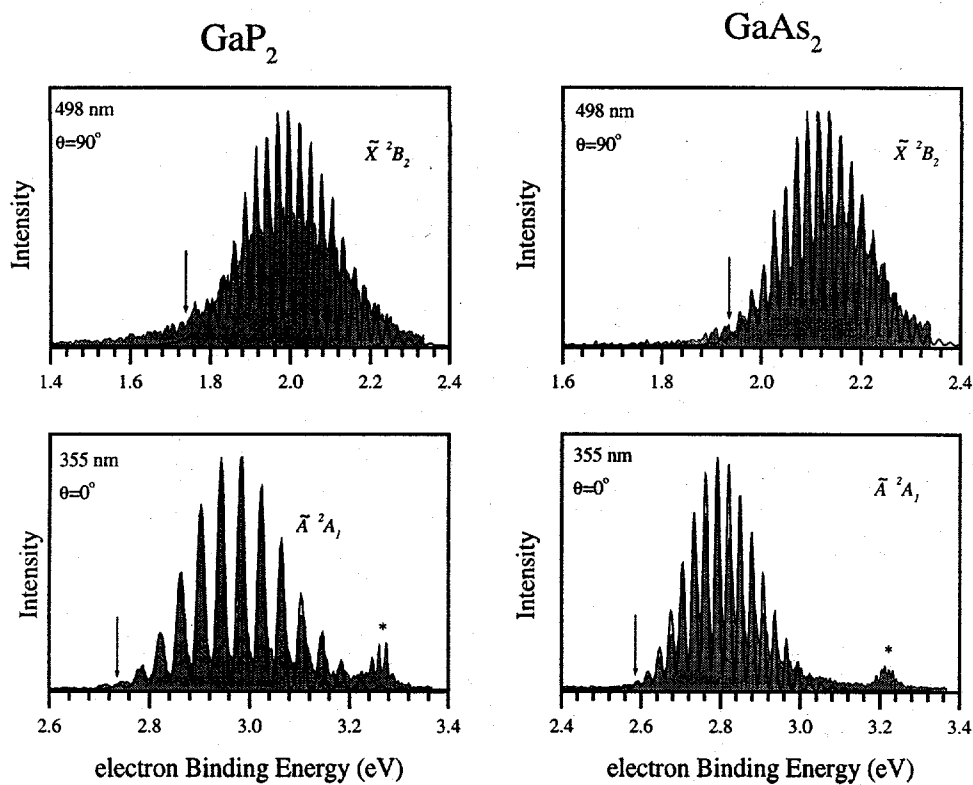 GaP₂
GaAs₂
498 nm
θ=90°
X̃ ²B₂
Intensity
1.4 1.6 1.8 2.0 2.2 2.4
498 nm
θ=90°
X̃ ²B₂
Intensity
1.6 1.8 2.0 2.2 2.4
355 nm
θ=0°
Ã ²A₁
*
Intensity
2.6 2.8 3.0 3.2 3.4
electron Binding Energy (eV)
355 nm
θ=0°
Ã ²A₁
*
Intensity
2.4 2.6 2.8 3.0 3.2 3.4
electron Binding Energy (eV)